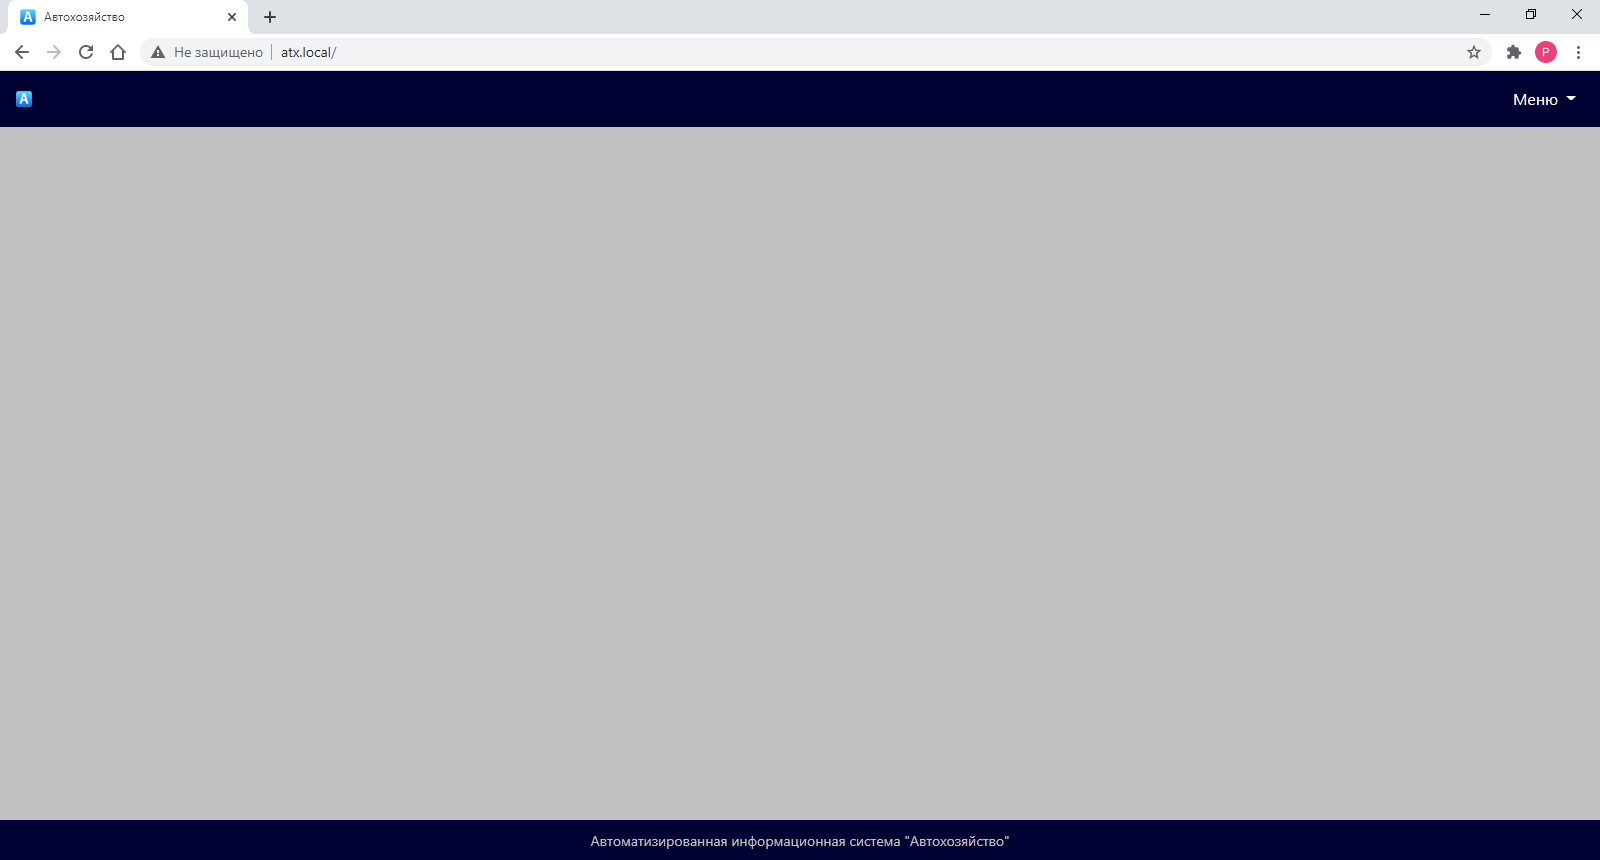 A Автохозяйство
Не защищено atx.local/ P
A Меню
Автоматизированная информационная система "Автохозяйство"